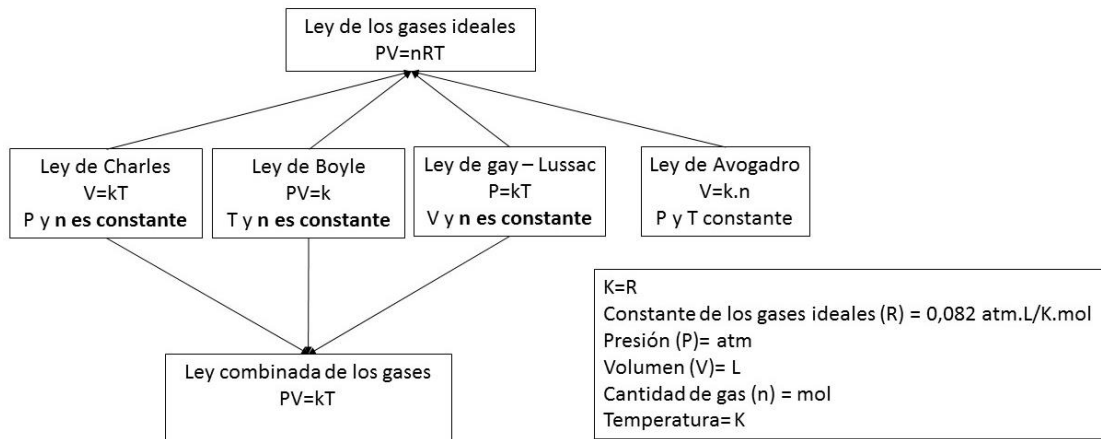 Ley de los gases ideales
PV=nRT
Ley de Charles
V=kT
P y n es constante
Ley de Boyle
PV=k
T y n es constante
Ley de gay – Lussac
P=kT
V y n es constante
Ley de Avogadro
V=k.n
P y T constante
Ley combinada de los gases
PV=kT
K=R
Constante de los gases ideales (R) = 0,082 atm.L/K.mol
Presión (P)= atm
Volumen (V)= L
Cantidad de gas (n) = mol
Temperatura= K